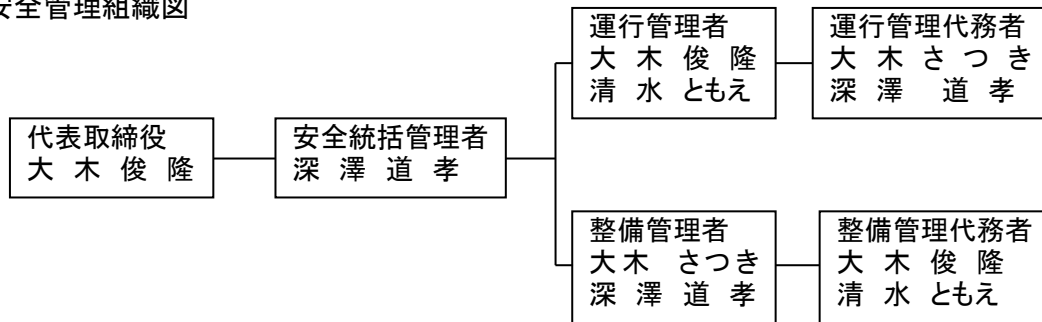 安全管理組織図
運行管理者
大木俊隆
清水ともえ
運行管理代務者
大木さつき
深澤 道孝
代表取締役
大木俊隆
安全統括管理者
深澤道孝
整備管理者
大木 さつき
深澤道孝
整備管理代務者
大木俊隆
清水ともえ